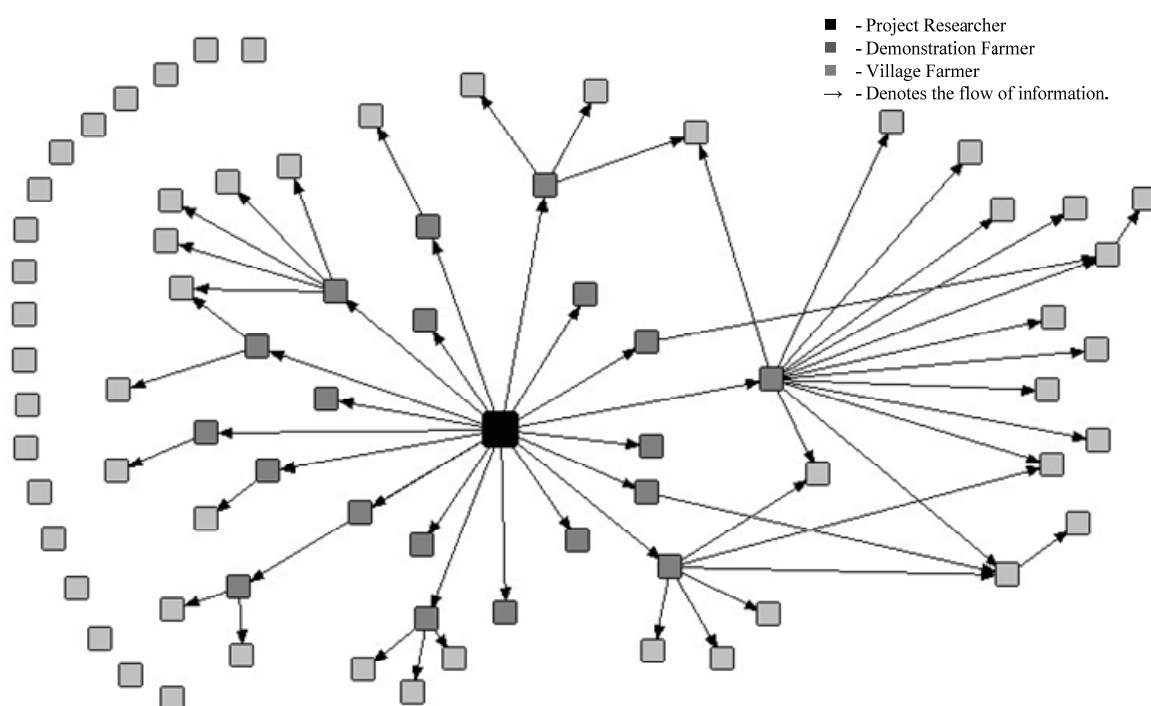 - Project Researcher
- Demonstration Farmer
- Village Farmer
→ - Denotes the flow of information.